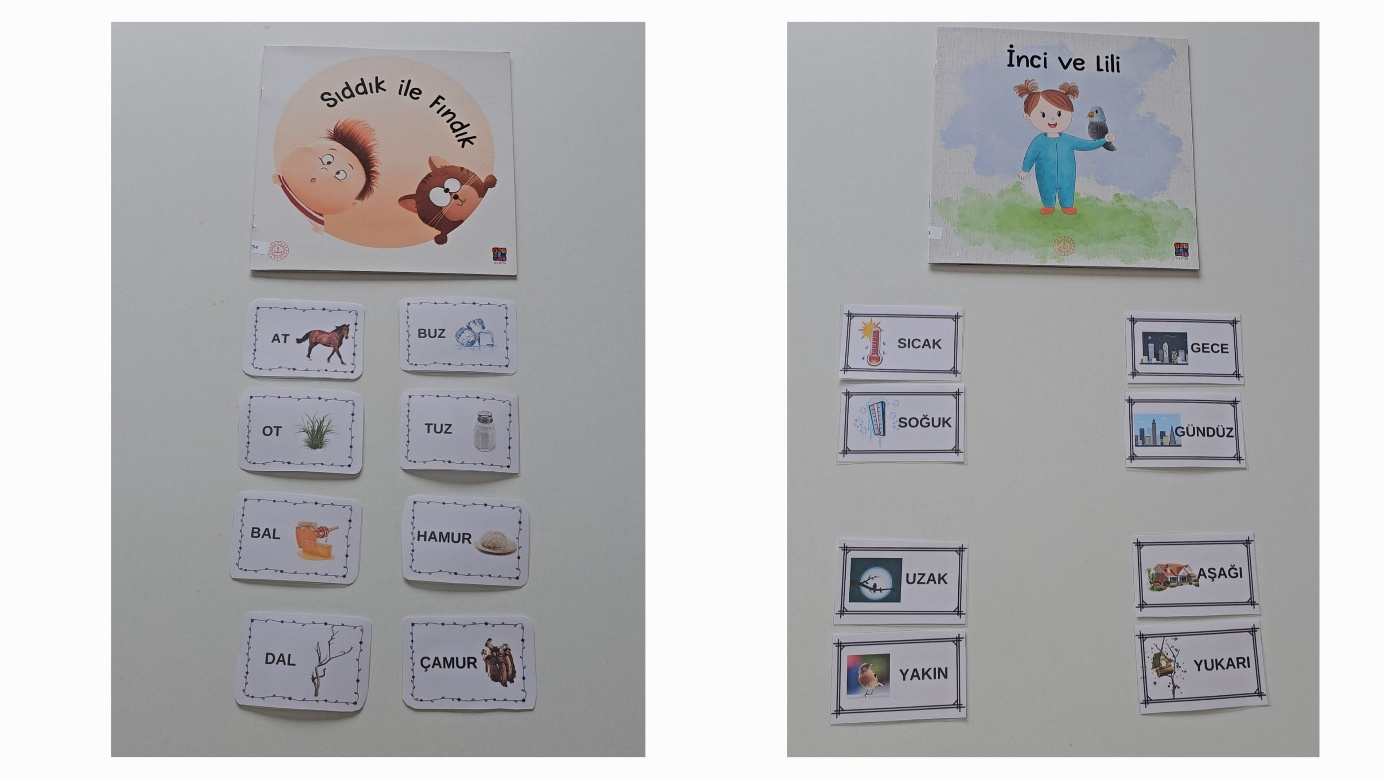 Sıddık ile Fındık
AT
BUZ
OT
TUZ
BAL
HAMUR
DAL
ÇAMUR
İnci ve Lili
SICAK
GECE
SOĞUK
GÜNDÜZ
UZAK
AŞAĞI
YAKIN
YUKARI